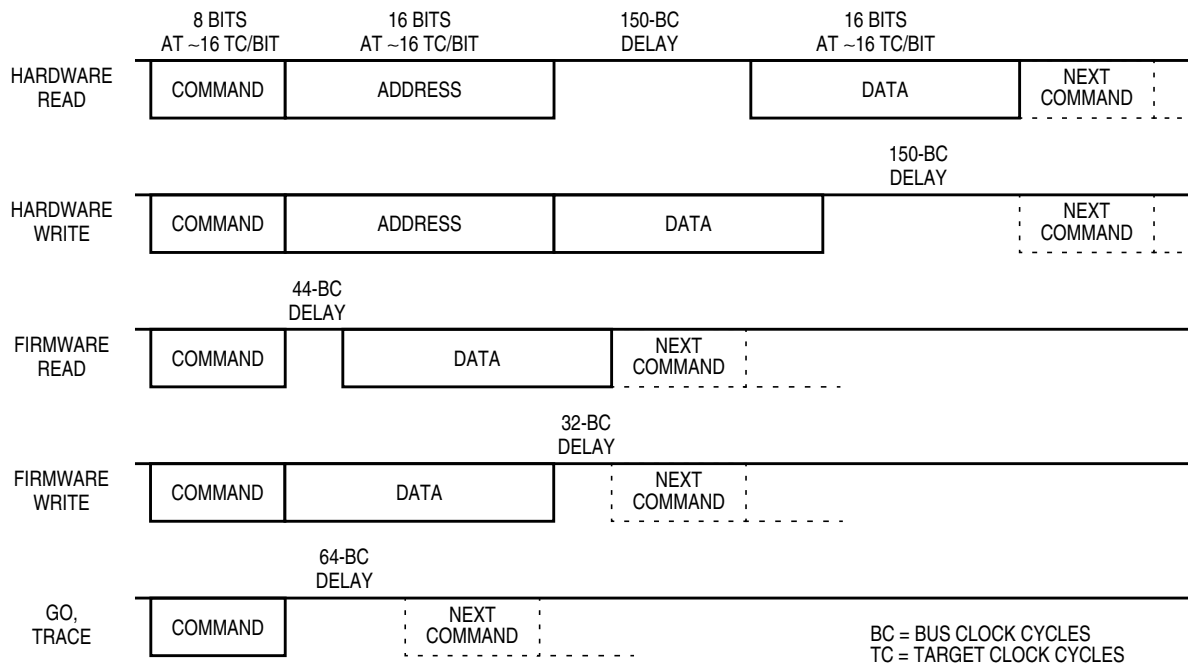 8 BITS
AT ~16 TC/BIT
16 BITS
AT ~16 TC/BIT
150-BC
DELAY
16 BITS
AT ~16 TC/BIT
HARDWARE
READ
COMMAND
ADDRESS
DATA
NEXT
COMMAND
150-BC
DELAY
HARDWARE
WRITE
COMMAND
ADDRESS
DATA
NEXT
COMMAND
44-BC
DELAY
FIRMWARE
READ
COMMAND
DATA
NEXT
COMMAND
32-BC
DELAY
FIRMWARE
WRITE
COMMAND
DATA
NEXT
COMMAND
64-BC
DELAY
GO,
TRACE
COMMAND
NEXT
COMMAND
BC = BUS CLOCK CYCLES
TC = TARGET CLOCK CYCLES